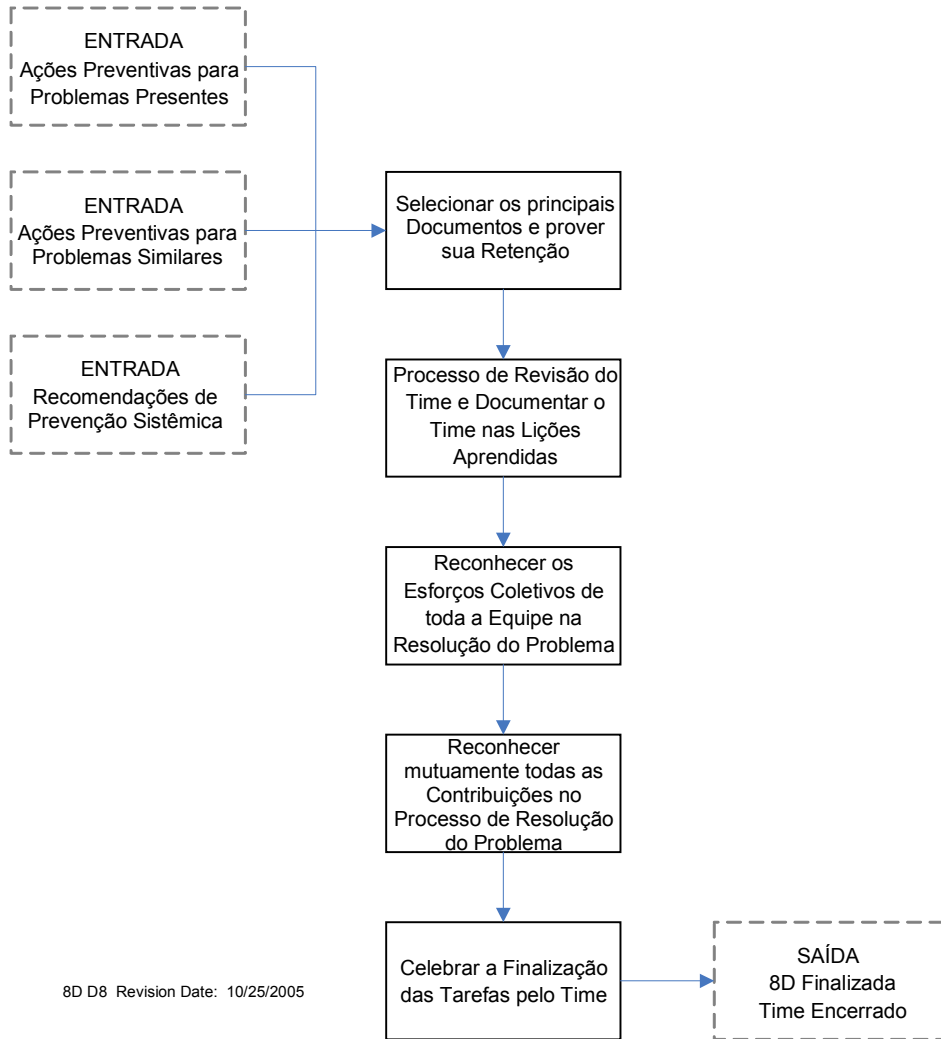 ENTRADA
Ações Preventivas para
Problemas Presentes
ENTRADA
Ações Preventivas para
Problemas Similares
ENTRADA
Recomendações de
Prevenção Sistêmica
Selecionar os principais
Documentos e prover
sua Retenção
Processo de Revisão do
Time e Documentar o
Time nas Lições
Aprendidas
Reconhecer os
Esforços Coletivos de
toda a Equipe na
Resolução do Problema
Reconhecer
mutuamente todas as
Contribuições no
Processo de Resolução
do Problema
Celebrar a Finalização
das Tarefas pelo Time
SAÍDA
8D Finalizada
Time Encerrado
8D D8 Revision Date: 10/25/2005